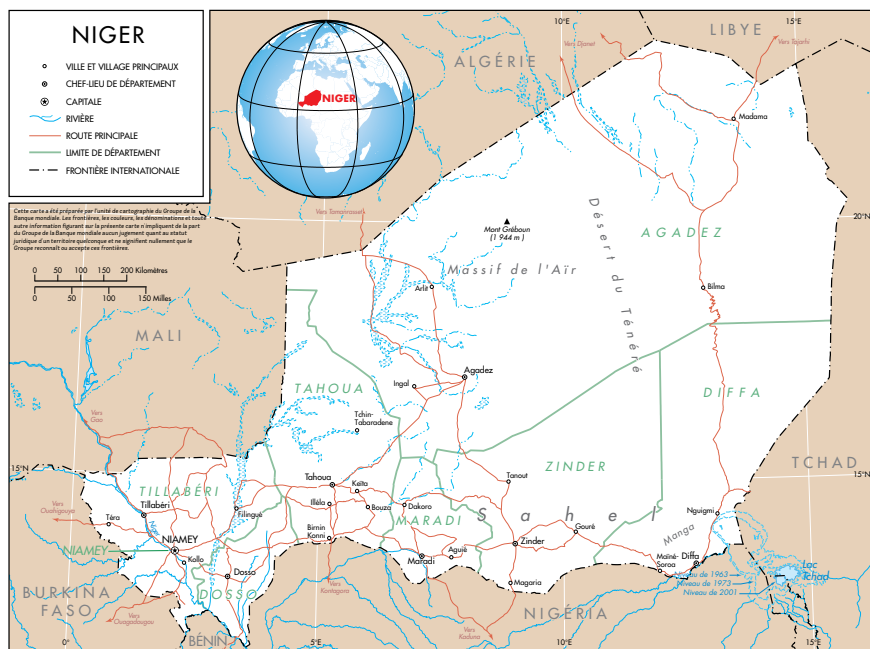 NIGER
VILLE ET VILLAGE PRINCIPAUX
CHEF-LIEU DE DÉPARTEMENT
CAPITALE
RIVIÈRE
ROUTE PRINCIPALE
LIMITE DE DÉPARTEMENT
FRONTIÈRE INTERNATIONALE
Cette carte a été préparée par l'unité de cartographie du Groupe de la
Banque mondiale. Les frontières, les couleurs, les dénominations et toute
autre information figurant sur la présente carte n'impliquent de la part
du Groupe de la Banque mondiale aucun jugement quant au statut
juridique d'un territoire quelconque et ne signifient nullement que le
Groupe reconnaît ou accepte ces frontières.
0 50 100 150 200 Kilomètres
0 50 100 150 Milles
NIGER
10°E
15°E
LIBYE
Vers Djanet
Vers Tajarhi
ALGÉRIE
Madama
Vers Tamanrasset
20°N
Mont Gréboun
(1 944 m)
Désert du Ténéré
AGADEZ
Massif de l'Aïr
Arlit
Bilma
MALI
Agadez
TAHOUA
Ingal
DIFFA
Tchin-
Tabaradene
Vers
Gao
15°N
TCHAD
15°N
ZINDER
Tanout
Tahoua
Keïta
TILLABÉRI
Vers
Ouahigouya
Tillabéri
Filingué
Illéla
Bouza
Dakoro
Sahel
Nguigmi
Téra
MARADI
Niger
Gouré
Manga
NIAMEY
NIAMEY
Birnin
Konni
Zinder
Kollo
Maradi
Aguié
Maïné-
Soroa
Diffa
Lac
Tchad
Dosso
Niveau de 1963
Niveau de 1973
Niveau de 2001
Magaria
BURKINA
FASO
DOSSO
Vers
Kontagora
NIGÉRIA
Vers
Ouagadougou
Vers
Kaduna
BÉNIN
0°
5°E
10°E
15°E